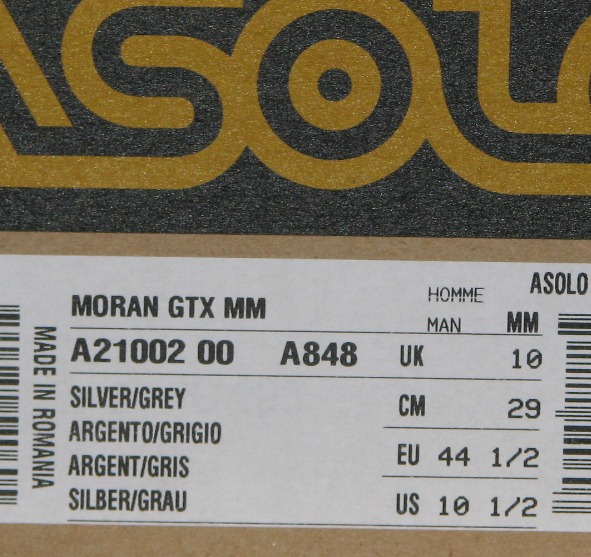 ASOLO
ASOLO
MORAN GTX MM
HOMME
MAN MM
A21002 00 A848 UK 10
SILVER/GREY CM 29
ARGENTO/GRIGIO
ARGENT/GRIS EU 44 1/2
SILBER/GRAU US 10 1/2
MADE IN ROMANIA